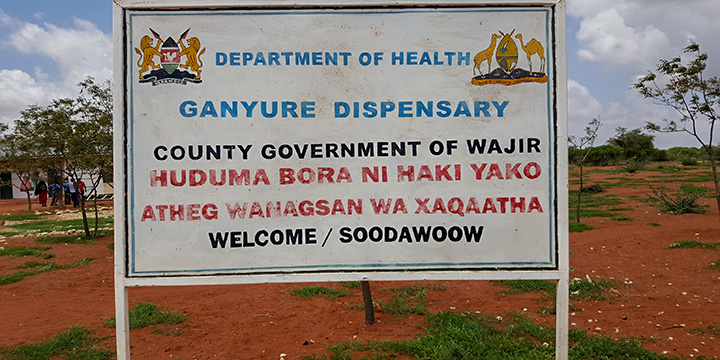 DEPARTMENT OF HEALTH
GANYURE DISPENSARY
COUNTY GOVERNMENT OF WAJIR
HUDUMA BORA NI HAKI YAKO
ATHEG WANAGSAN WA XAQAATHA
WELCOME / SOODAWOOW